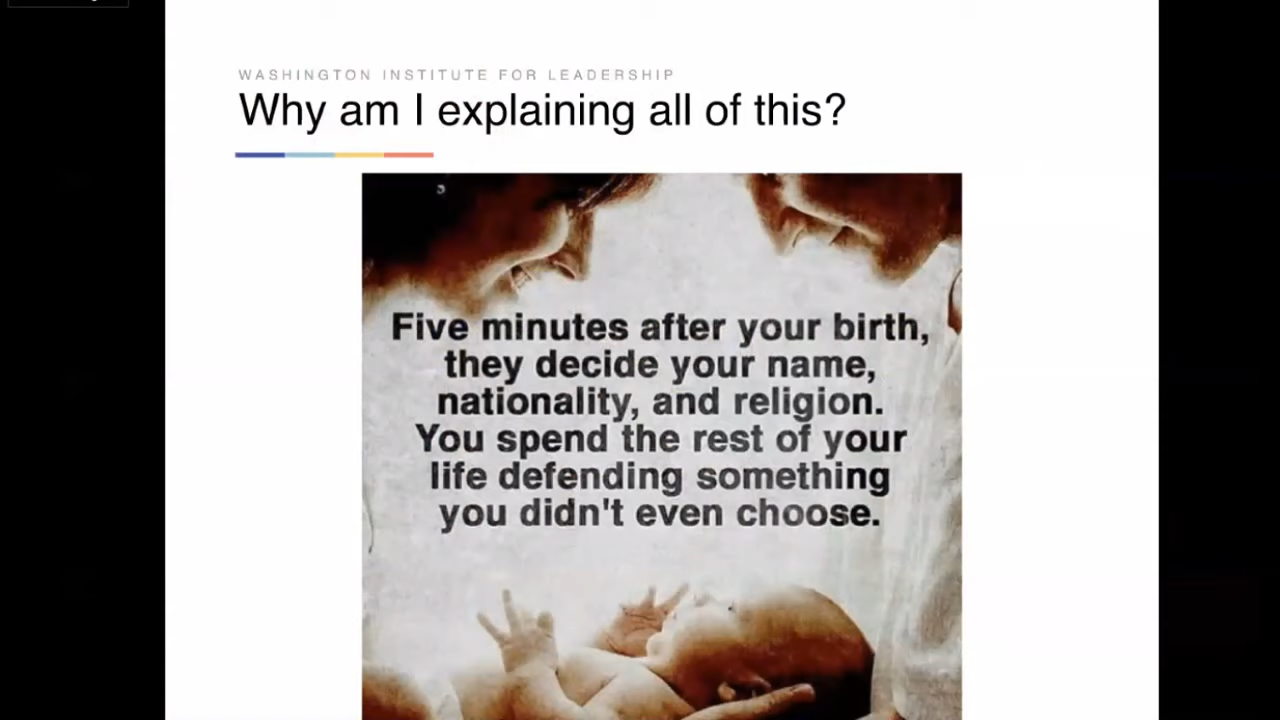 WASHINGTON INSTITUTE FOR LEADERSHIP
Why am I explaining all of this?
Five minutes after your birth,
they decide your name,
nationality, and religion.
You spend the rest of your
life defending something
you didn't even choose.